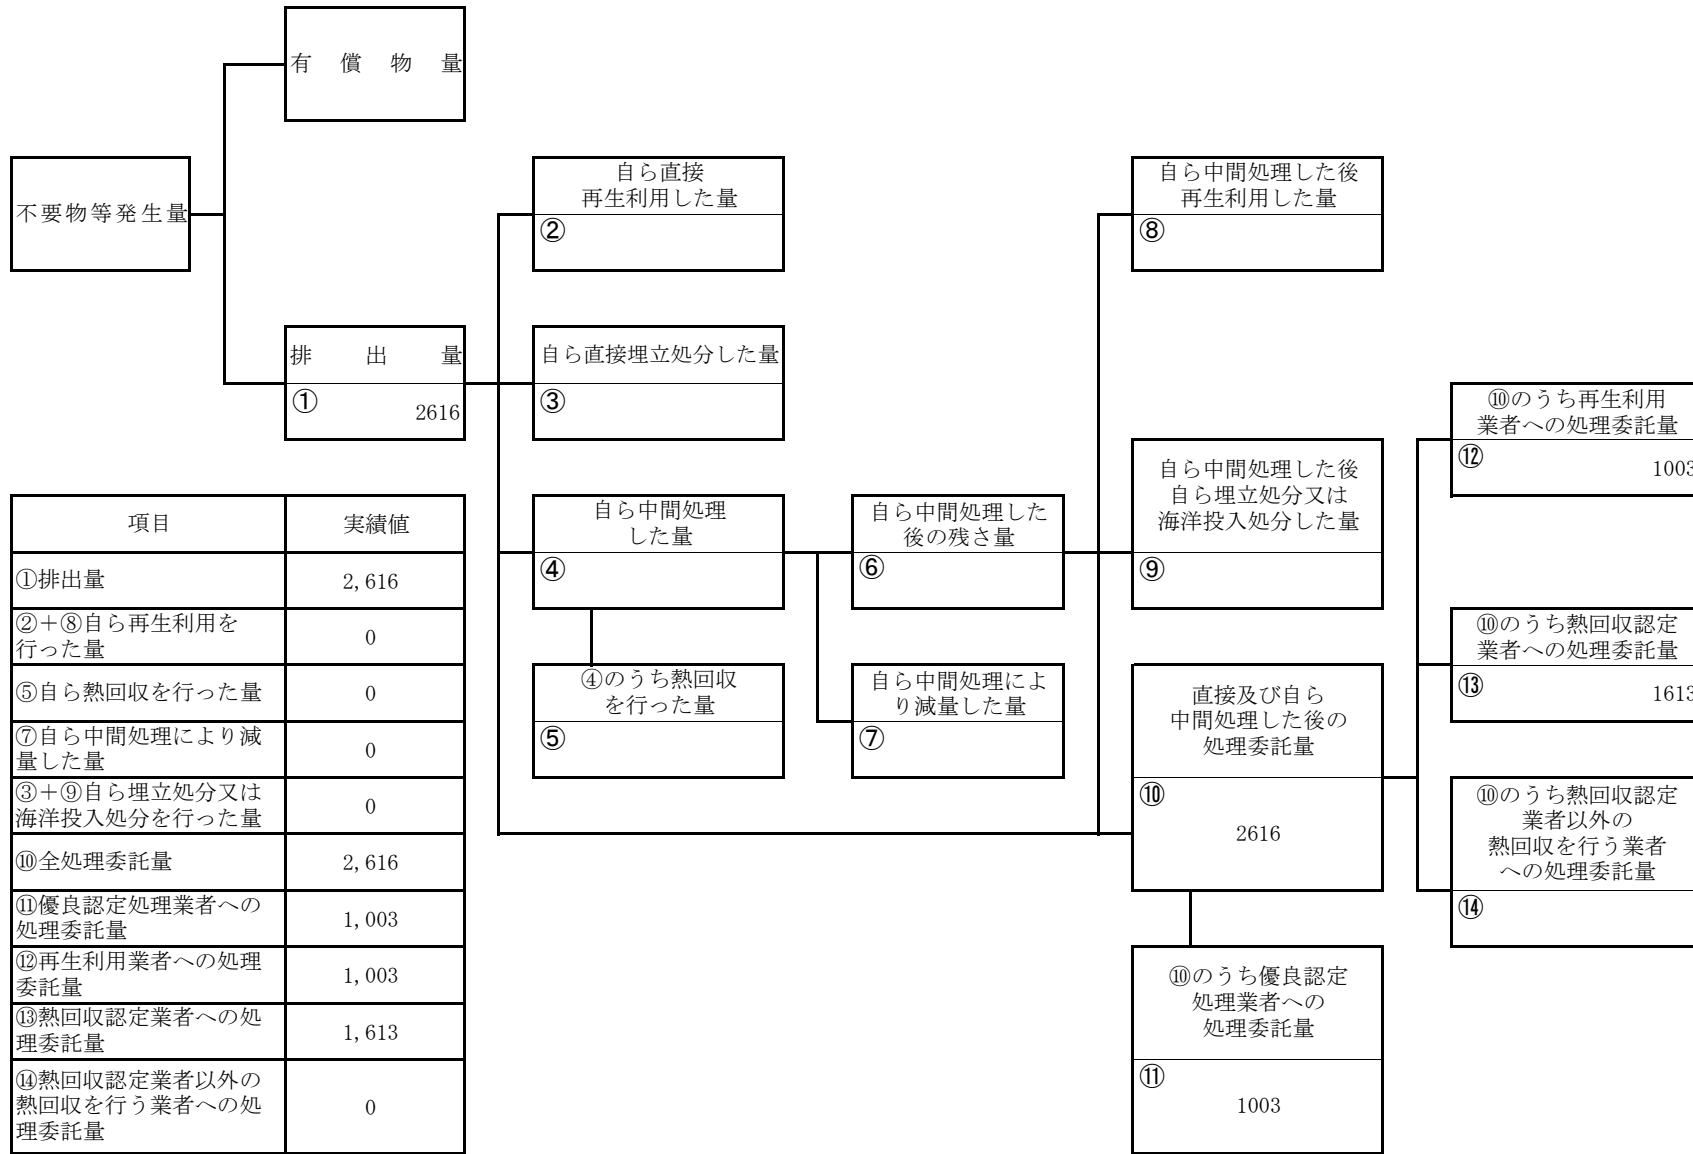 有償物量
不要物等発生量
排出量
①
2616
自ら直接
再生利用した量
②
自ら直接埋立処分した量
③
自ら中間処理
した量
④
④のうち熱回収
を行った量
⑤
自ら中間処理した
後の残さ量
⑥
自ら中間処理によ
り減量した量
⑦
自ら中間処理した後
再生利用した量
⑧
自ら中間処理した後
自ら埋立処分又は
海洋投入処分した量
⑨
直接及び自ら
中間処理した後の
処理委託量
⑩
2616
⑩のうち優良認定
処理業者への
処理委託量
⑪
1003
⑩のうち再生利用
業者への処理委託量
⑫
1003
⑩のうち熱回収認定
業者への処理委託量
⑬
1613
⑩のうち熱回収認定
業者以外の
熱回収を行う業者
への処理委託量
⑭
項目 実績値
①排出量 2,616
②+⑧自ら再生利用を
行った量 0
⑤自ら熱回収を行った量 0
⑦自ら中間処理により減
量した量 0
③+⑨自ら埋立処分又は
海洋投入処分を行った量 0
⑩全処理委託量 2,616
⑪優良認定処理業者への
処理委託量 1,003
⑫再生利用業者への処理
委託量 1,003
⑬熱回収認定業者への処
理委託量 1,613
⑭熱回収認定業者以外の
熱回収を行う業者への処
理委託量 0